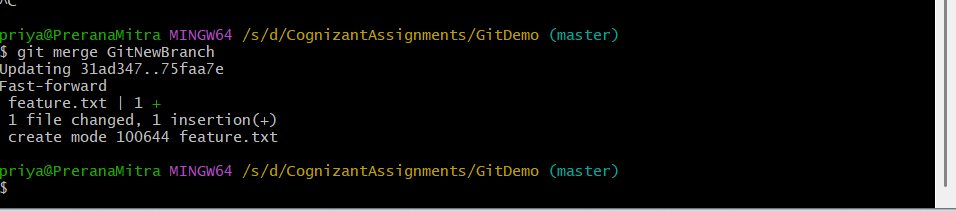 ^C
priya@PreranaMitra MINGW64 /s/d/CognizantAssignments/GitDemo (master)
$ git merge GitNewBranch
Updating 31ad347..75faa7e
Fast-forward
 feature.txt | 1 +
 1 file changed, 1 insertion(+)
 create mode 100644 feature.txt
priya@PreranaMitra MINGW64 /s/d/CognizantAssignments/GitDemo (master)
$